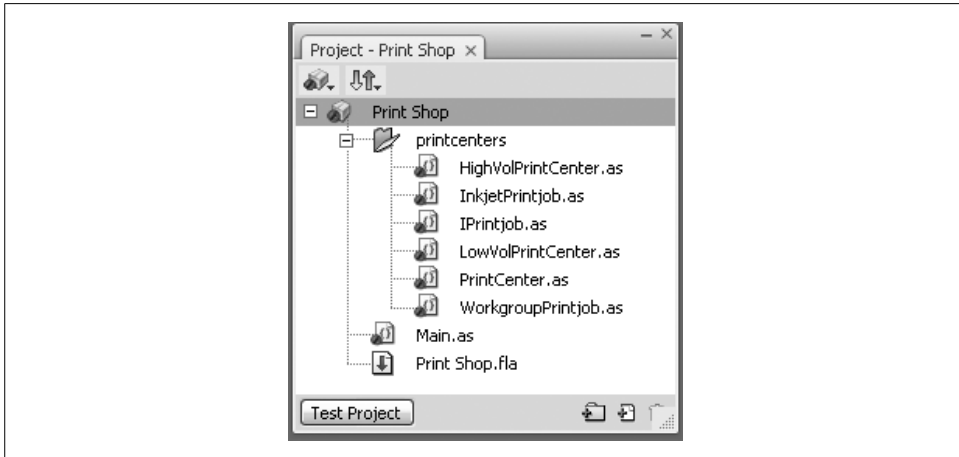 Project - Print Shop
Print Shop
printcenters
HighVolPrintCenter.as
InkjetPrintjob.as
IPrintjob.as
LowVolPrintCenter.as
PrintCenter.as
WorkgroupPrintjob.as
Main.as
Print Shop.fla
Test Project